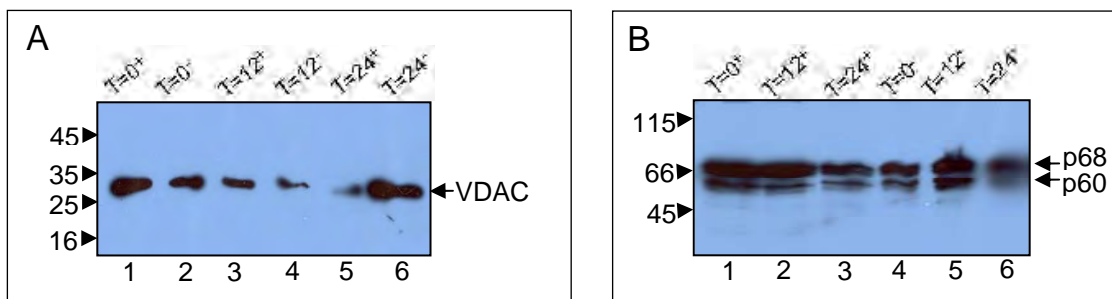 A
T=0⁺ T=0⁻ T=12⁺ T=12⁻ T=24⁺ T=24⁻
45
35
25
16
VDAC
1 2 3 4 5 6
B
T=0⁺ T=12⁺ T=24⁺ T=0⁻ T=12⁻ T=24⁻
115
66
45
p68
p60
1 2 3 4 5 6